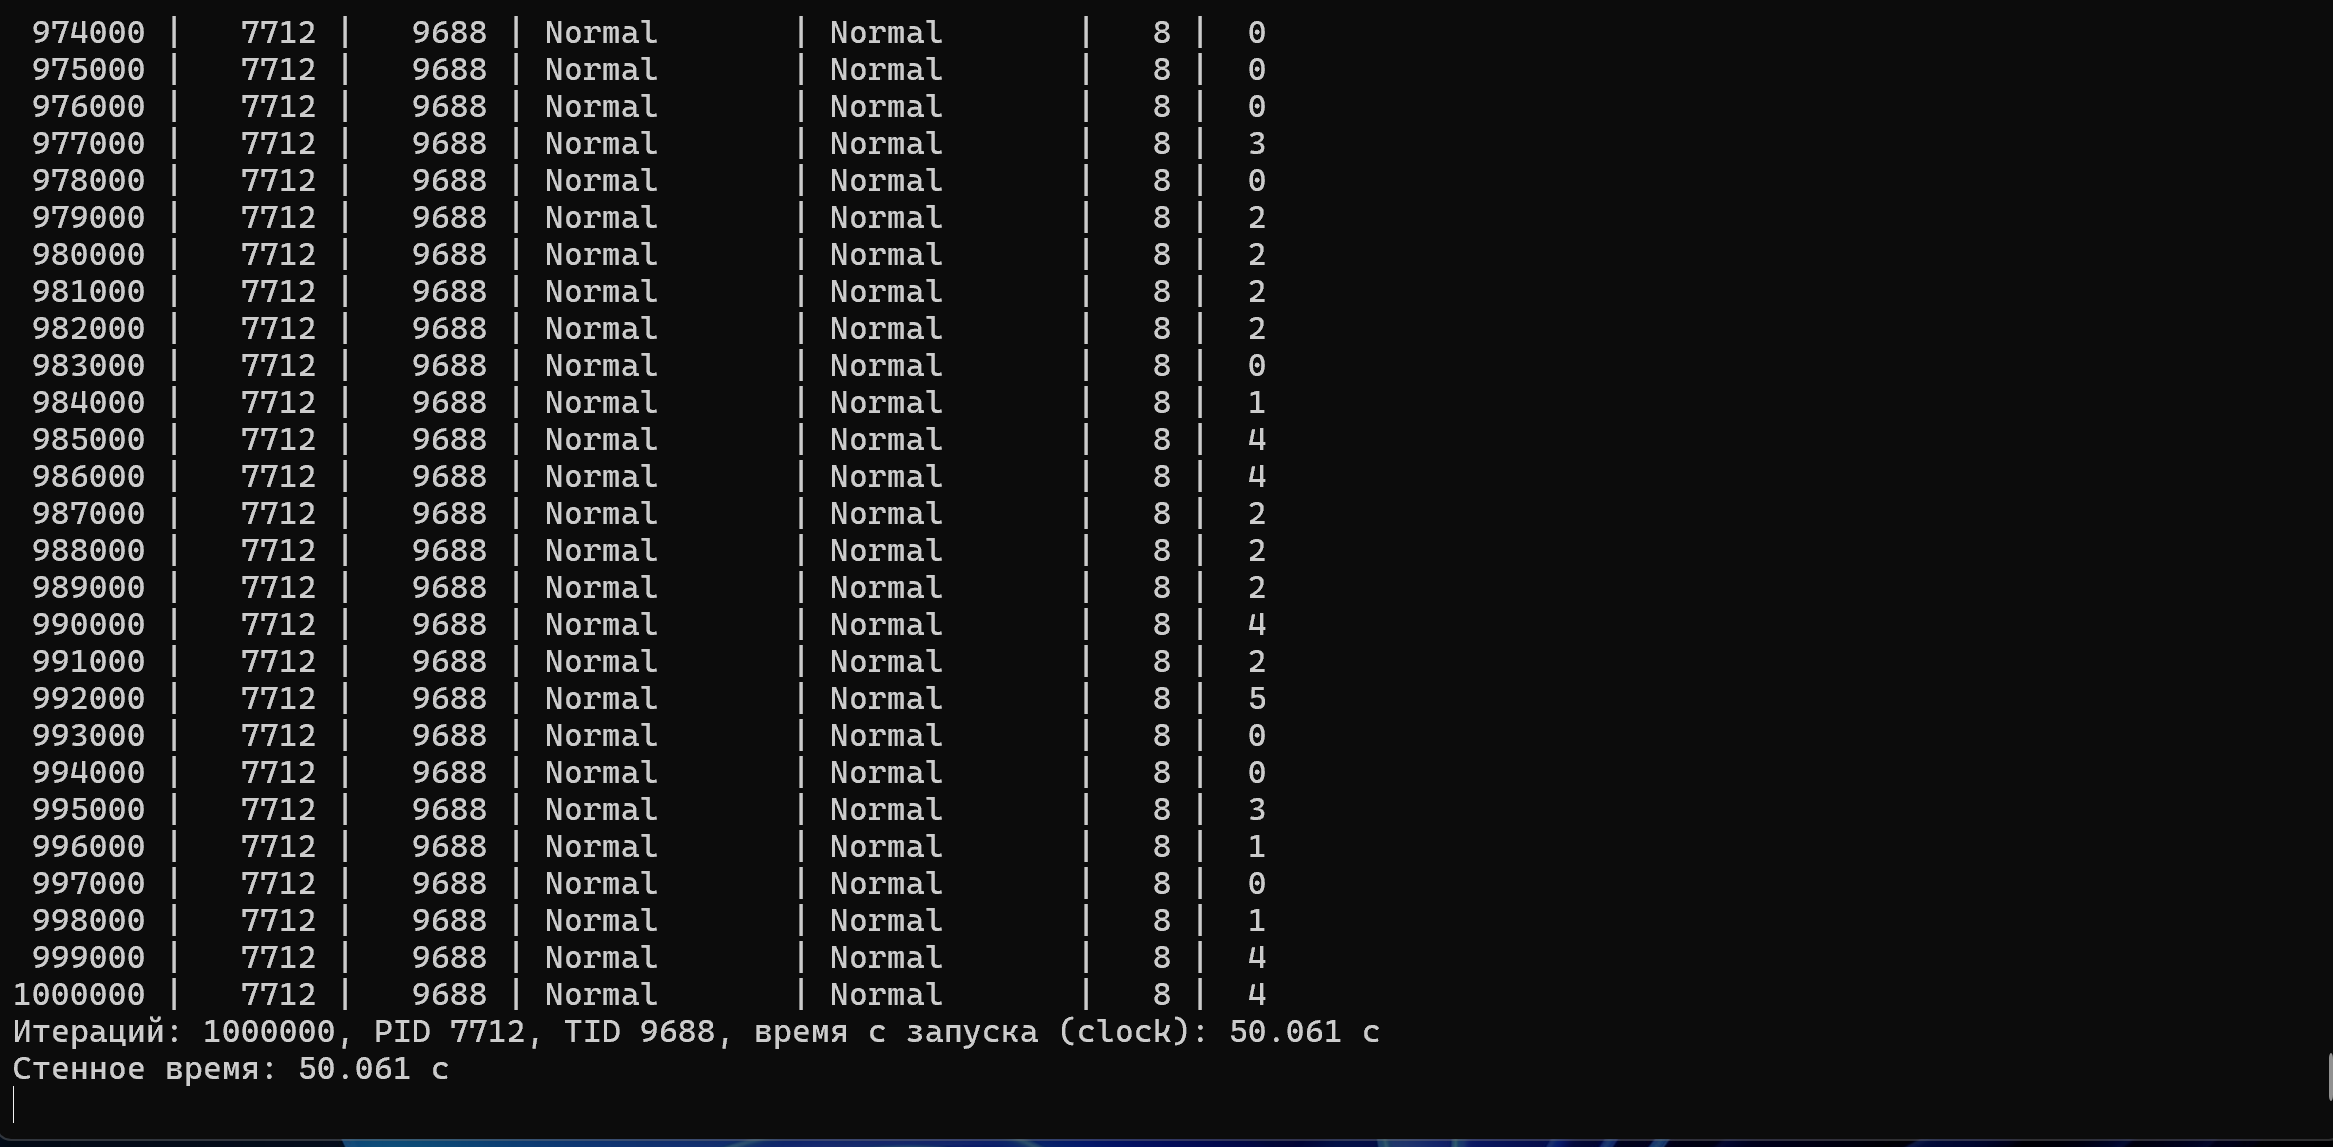 974000 | 7712 | 9688 | Normal | Normal | 8 | 0
975000 | 7712 | 9688 | Normal | Normal | 8 | 0
976000 | 7712 | 9688 | Normal | Normal | 8 | 0
977000 | 7712 | 9688 | Normal | Normal | 8 | 3
978000 | 7712 | 9688 | Normal | Normal | 8 | 0
979000 | 7712 | 9688 | Normal | Normal | 8 | 2
980000 | 7712 | 9688 | Normal | Normal | 8 | 2
981000 | 7712 | 9688 | Normal | Normal | 8 | 2
982000 | 7712 | 9688 | Normal | Normal | 8 | 2
983000 | 7712 | 9688 | Normal | Normal | 8 | 0
984000 | 7712 | 9688 | Normal | Normal | 8 | 1
985000 | 7712 | 9688 | Normal | Normal | 8 | 4
986000 | 7712 | 9688 | Normal | Normal | 8 | 4
987000 | 7712 | 9688 | Normal | Normal | 8 | 2
988000 | 7712 | 9688 | Normal | Normal | 8 | 2
989000 | 7712 | 9688 | Normal | Normal | 8 | 2
990000 | 7712 | 9688 | Normal | Normal | 8 | 4
991000 | 7712 | 9688 | Normal | Normal | 8 | 2
992000 | 7712 | 9688 | Normal | Normal | 8 | 5
993000 | 7712 | 9688 | Normal | Normal | 8 | 0
994000 | 7712 | 9688 | Normal | Normal | 8 | 0
995000 | 7712 | 9688 | Normal | Normal | 8 | 3
996000 | 7712 | 9688 | Normal | Normal | 8 | 1
997000 | 7712 | 9688 | Normal | Normal | 8 | 0
998000 | 7712 | 9688 | Normal | Normal | 8 | 1
999000 | 7712 | 9688 | Normal | Normal | 8 | 4
1000000 | 7712 | 9688 | Normal | Normal | 8 | 4
Итераций: 1000000, PID 7712, TID 9688, время с запуска (clock): 50.061 с
Стенное время: 50.061 с